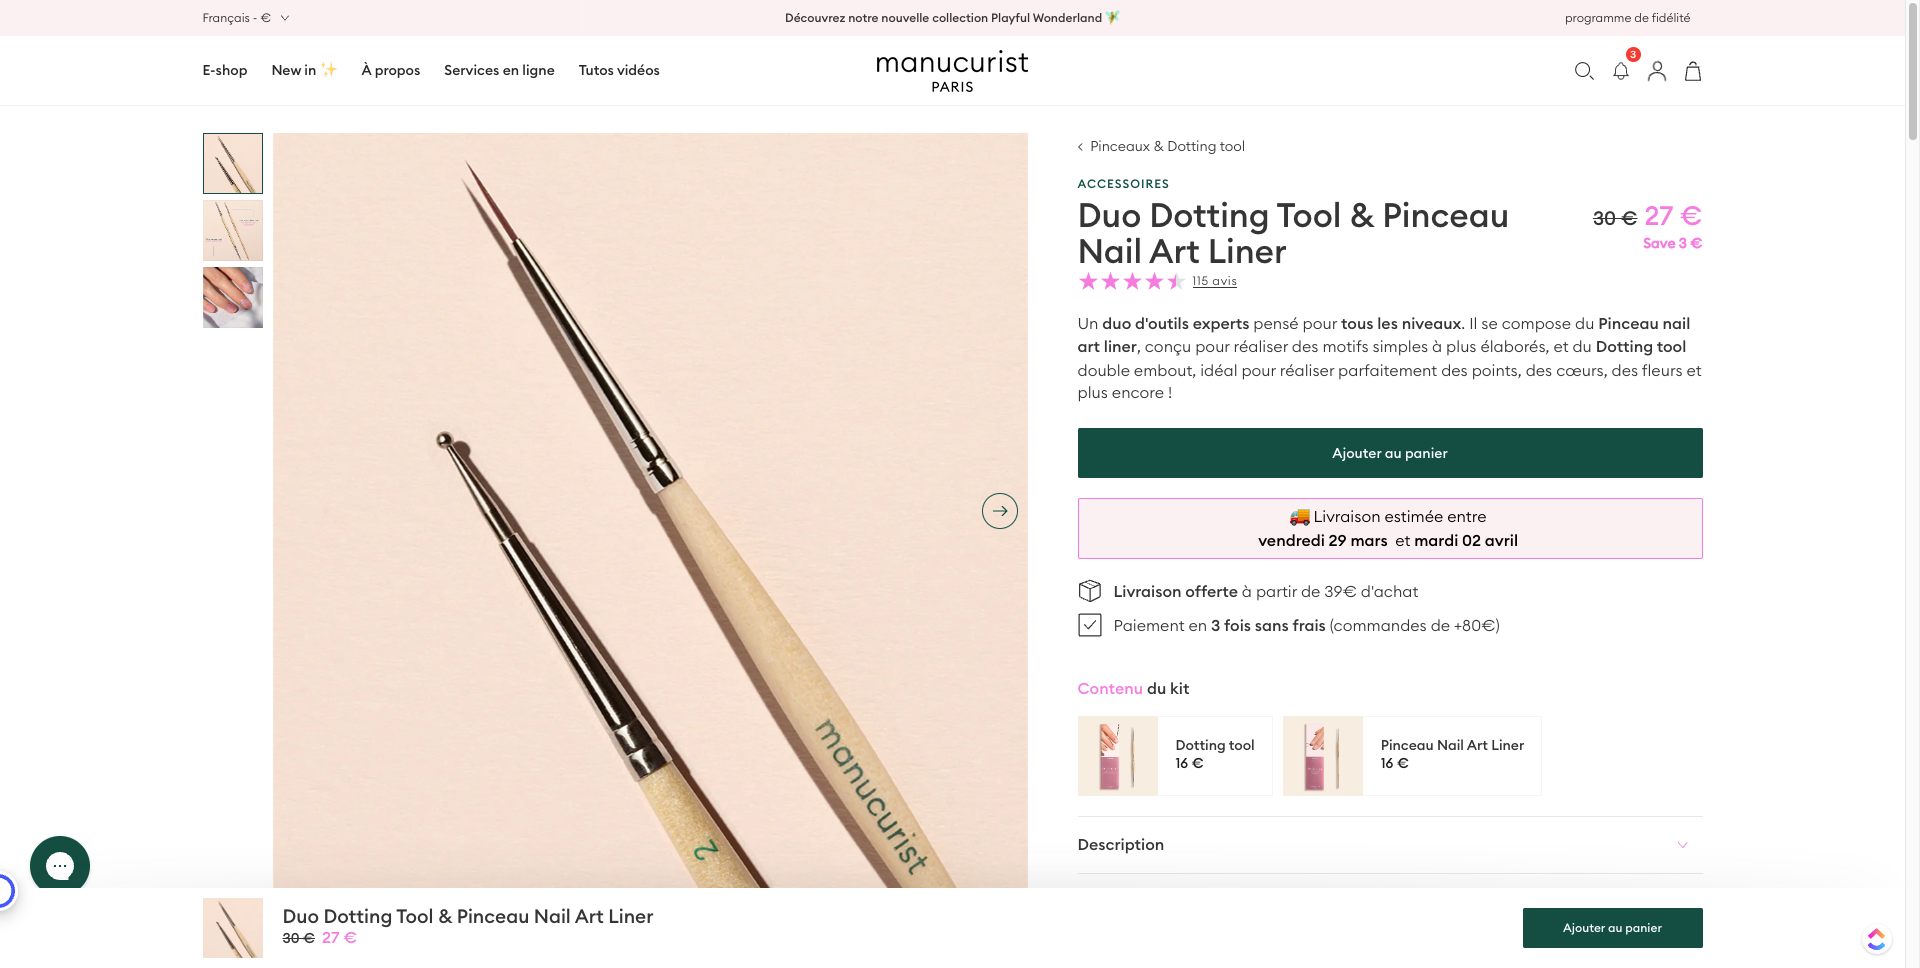 Français - €
Découvrez notre nouvelle collection Playful Wonderland
programme de fidélité
E-shop
New in ✨
À propos
Services en ligne
Tutos vidéos
manucurist
PARIS
3
Pinceaux & Dotting tool
ACCESSOIRES
Duo Dotting Tool & Pinceau
Nail Art Liner
30 € 27 €
Save 3 €
115 avis
Un duo d'outils experts pensé pour tous les niveaux. Il se compose du Pinceau nail
art liner, conçu pour réaliser des motifs simples à plus élaborés, et du Dotting tool
double embout, idéal pour réaliser parfaitement des points, des cœurs, des fleurs et
plus encore !
Ajouter au panier
🚚 Livraison estimée entre
vendredi 29 mars et mardi 02 avril
Livraison offerte à partir de 39€ d'achat
Paiement en 3 fois sans frais (commandes de +80€)
Contenu du kit
Dotting tool
16 €
Pinceau Nail Art Liner
16 €
Description
manucurist
2
Duo Dotting Tool & Pinceau Nail Art Liner
30 € 27 €
Ajouter au panier